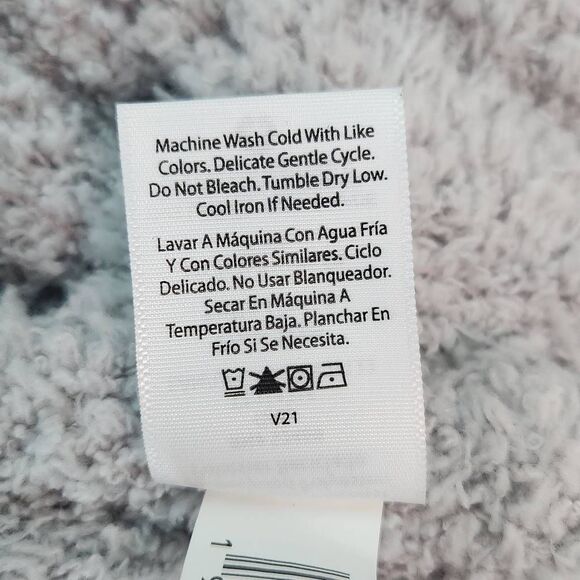 Machine Wash Cold With Like
Colors. Delicate Gentle Cycle.
Do Not Bleach. Tumble Dry Low.
Cool Iron If Needed.
Lavar A Máquina Con Agua Fría
Y Con Colores Similares. Ciclo
Delicado. No Usar Blanqueador.
Secar En Máquina A
Temperatura Baja. Planchar En
Frío Si Se Necesita.
V21
1